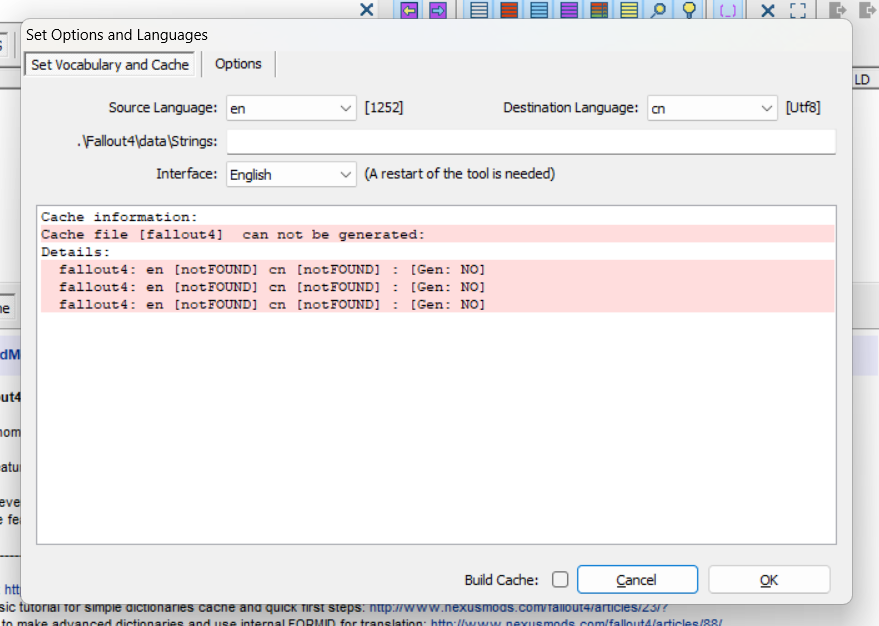 S
Set Options and Languages
Set Vocabulary and Cache
Options
LD
Source Language:
en
[1252]
Destination Language:
cn
[Utf8]
.\Fallout4\data\Strings:
Interface:
English
(A restart of the tool is needed)
Cache information:
Cache file [fallout4]  can not be generated:
Details:
fallout4: en [notFOUND] cn [notFOUND] : [Gen: NO]
fallout4: en [notFOUND] cn [notFOUND] : [Gen: NO]
fallout4: en [notFOUND] cn [notFOUND] : [Gen: NO]
ne
dM
out4
nom
eatu
eve
e fe
----
Build Cache:
Cancel
OK
htt
sic tutorial for simple dictionaries cache and quick first steps: http://www.nexusmods.com/fallout4/articles/23/?
to make advanced dictionaries and use internal FORMID for translation: http://www.nexusmods.com/fallout4/articles/88/